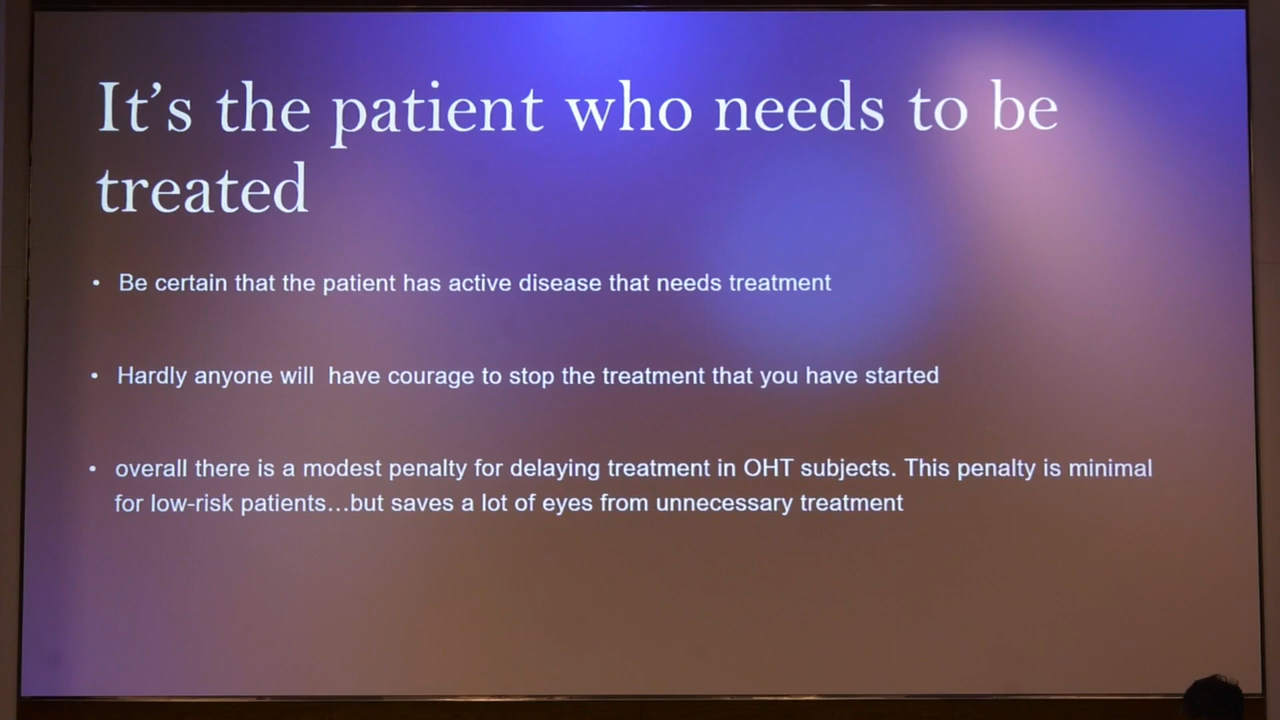 It’s the patient who needs to be
treated
• Be certain that the patient has active disease that needs treatment
• Hardly anyone will  have courage to stop the treatment that you have started
• overall there is a modest penalty for delaying treatment in OHT subjects. This penalty is minimal
for low-risk patients…but saves a lot of eyes from unnecessary treatment